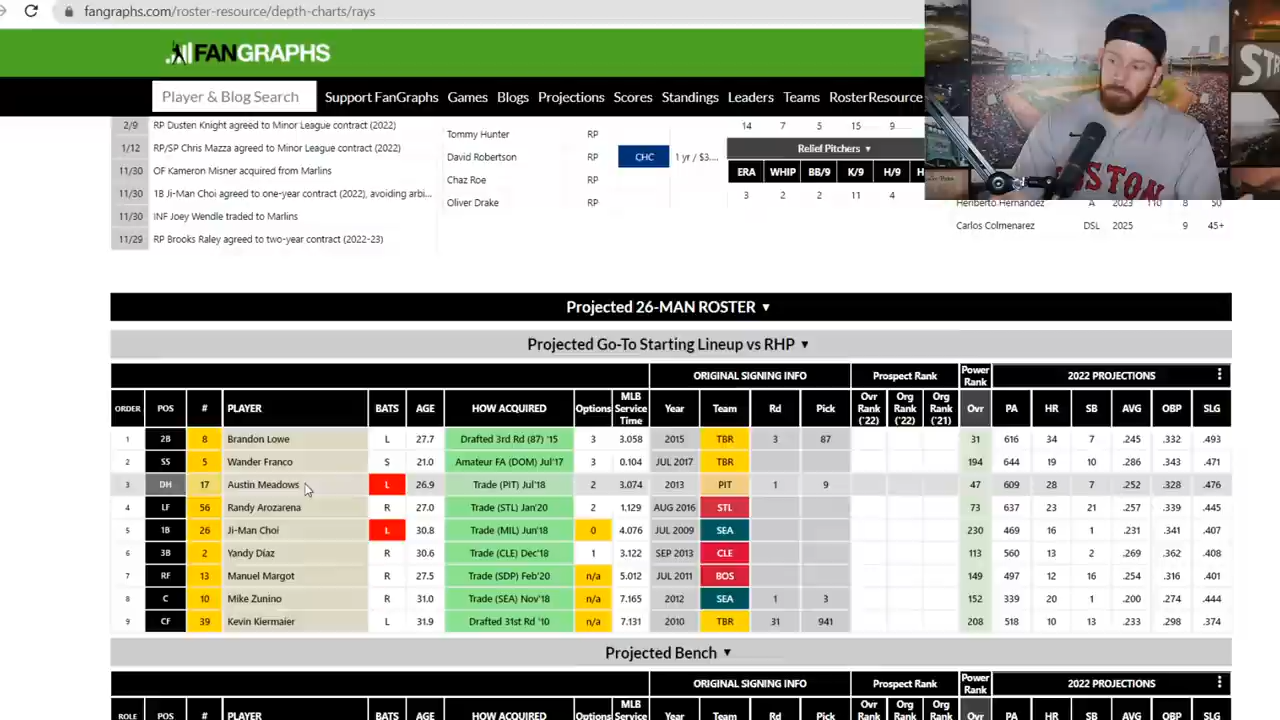 fangraphs.com/roster-resource/depth-charts/rays
FANGRAPHS
Player & Blog Search Support FanGraphs Games Blogs Projections Scores Standings Leaders Teams RosterResource
2/9 RP Dusten Knight agreed to Minor League contract (2022)
1/12 RP/SP Chris Mazza agreed to Minor League contract (2022)
11/30 OF Kameron Misner acquired from Marlins
11/30 18 Ji-Man Choi agreed to one-year contract (2022), avoiding arbi...
11/30 INF Joey Wendle traded to Marlins
11/29 RP Brooks Raley agreed to two-year contract (2022-23)
Tommy Hunter RP
David Robertson RP CHC 1 yr / $3....
Chaz Roe RP
Oliver Drake RP
14 7 5 15 9
Relief Pitchers ▼
ERA WHIP BB/9 K/9 H/9
3 2 2 11 4
Heriberto Hernandez A 2023 110 8 50
Carlos Colmenarez DSL 2025 9 45+
BOSTON
Projected 26-MAN ROSTER ▼
Projected Go-To Starting Lineup vs RHP ▼
ORIGINAL SIGNING INFO Prospect Rank Power Rank 2022 PROJECTIONS
ORDER POS # PLAYER BATS AGE HOW ACQUIRED Options MLB Service Time Year Team Rd Pick Ovr Rank ('22) Org Rank ('22) Org Rank ('21) Ovr PA HR SB AVG OBP SLG
1 2B 8 Brandon Lowe L 27.7 Drafted 3rd Rd (87) '15 3 3.058 2015 TBR 3 87 31 616 34 7 .245 .332 .493
2 SS 5 Wander Franco S 21.0 Amateur FA (DOM) Jul'17 3 0.104 JUL 2017 TBR 194 644 19 10 .286 .343 .471
3 DH 17 Austin Meadows L 26.9 Trade (PIT) Jul'18 2 3.074 2013 PIT 1 9 47 609 28 7 .252 .328 .476
4 LF 56 Randy Arozarena R 27.0 Trade (STL) Jan'20 2 1.129 AUG 2016 STL 73 637 23 21 .257 .339 .445
5 1B 26 Ji-Man Choi L 30.8 Trade (MIL) Jun'18 0 4.076 JUL 2009 SEA 230 469 16 1 .231 .341 .407
6 3B 2 Yandy Díaz R 30.6 Trade (CLE) Dec'18 1 3.122 SEP 2013 CLE 113 560 13 2 .269 .362 .408
7 RF 13 Manuel Margot R 27.5 Trade (SDP) Feb'20 n/a 5.012 JUL 2011 BOS 149 497 12 16 .254 .316 .401
8 C 10 Mike Zunino R 31.0 Trade (SEA) Nov'18 n/a 7.165 2012 SEA 1 3 152 339 20 1 .200 .274 .444
9 CF 39 Kevin Kiermaier L 31.9 Drafted 31st Rd '10 n/a 7.131 2010 TBR 31 941 208 518 10 13 .233 .298 .374
Projected Bench ▼
ORIGINAL SIGNING INFO Prospect Rank Power Rank 2022 PROJECTIONS
ROLE POS # PLAYER BATS AGE HOW ACQUIRED Options MLB Service Year Team Rd Pick Ovr Rank Org Rank Org Rank Ovr PA HR SB AVG OBP SLG